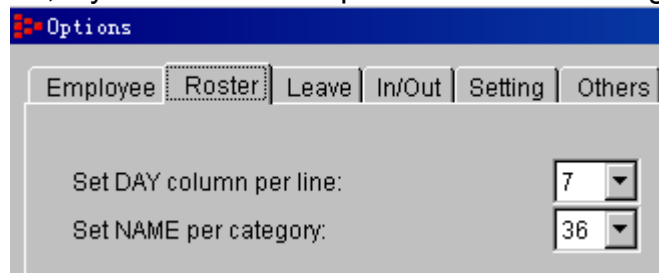 Options
Employee Roster Leave In/Out Setting Others
Set DAY column per line: 7
Set NAME per category: 36